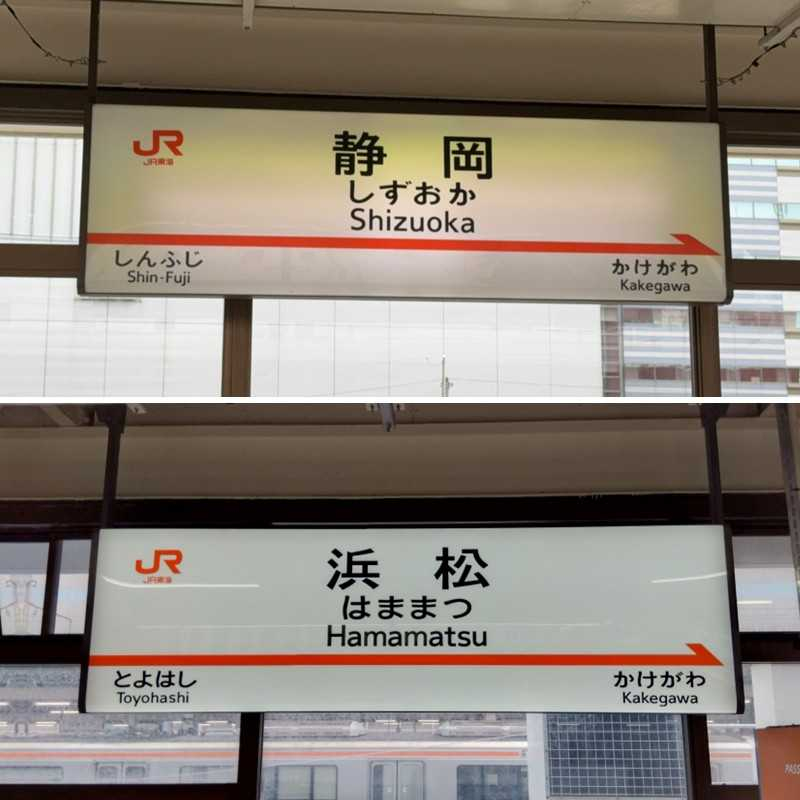 JR
JR東海
静岡
しずおか
Shizuoka
しんふじ
Shin-Fuji
かけがわ
Kakegawa
JR
JR東海
浜松
はままつ
Hamamatsu
とよはし
Toyohashi
かけがわ
Kakegawa